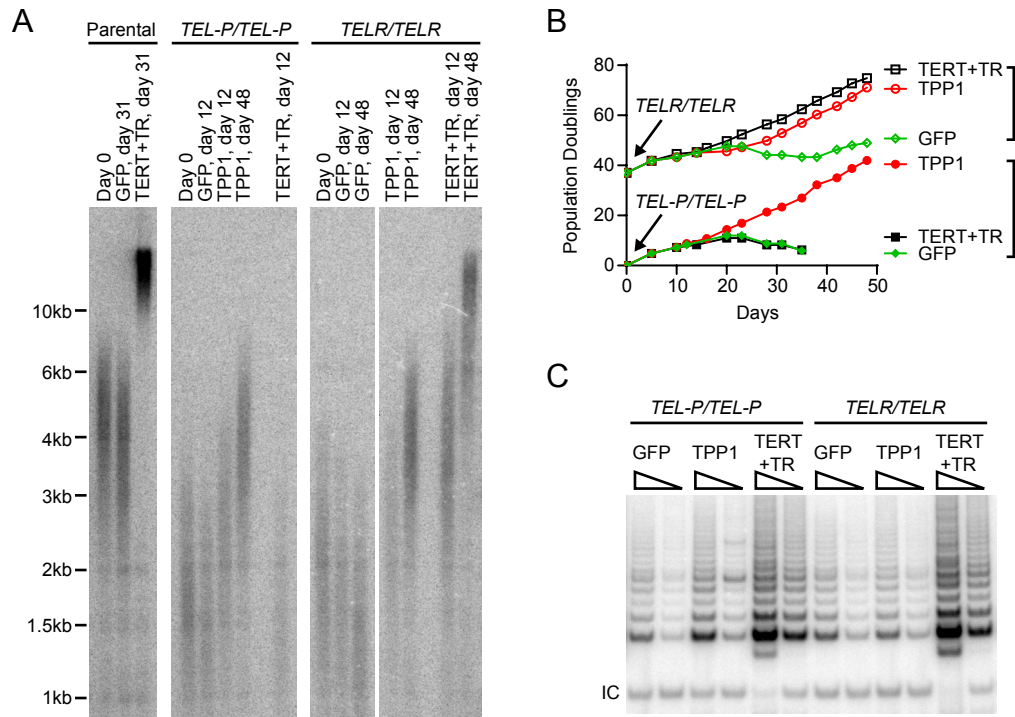 A
Parental
TEL-P/TEL-P
TELR/TELR
Day 0
GFP, day 31
TERT+TR, day 31
Day 0
GFP, day 12
TPP1, day 12
TPP1, day 48
TERT+TR, day 12
Day 0
GFP, day 12
GFP, day 48
TPP1, day 12
TPP1, day 48
TERT+TR, day 12
TERT+TR, day 48
10kb
6kb
4kb
3kb
2kb
1.5kb
1kb
B
Population Doublings
80
60
40
20
0
TELR/TELR
TEL-P/TEL-P
TERT+TR
TPP1
GFP
TPP1
TERT+TR
GFP
0 10 20 30 40 50
Days
C
TEL-P/TEL-P
TELR/TELR
GFP TPP1 TERT +TR GFP TPP1 TERT +TR
IC